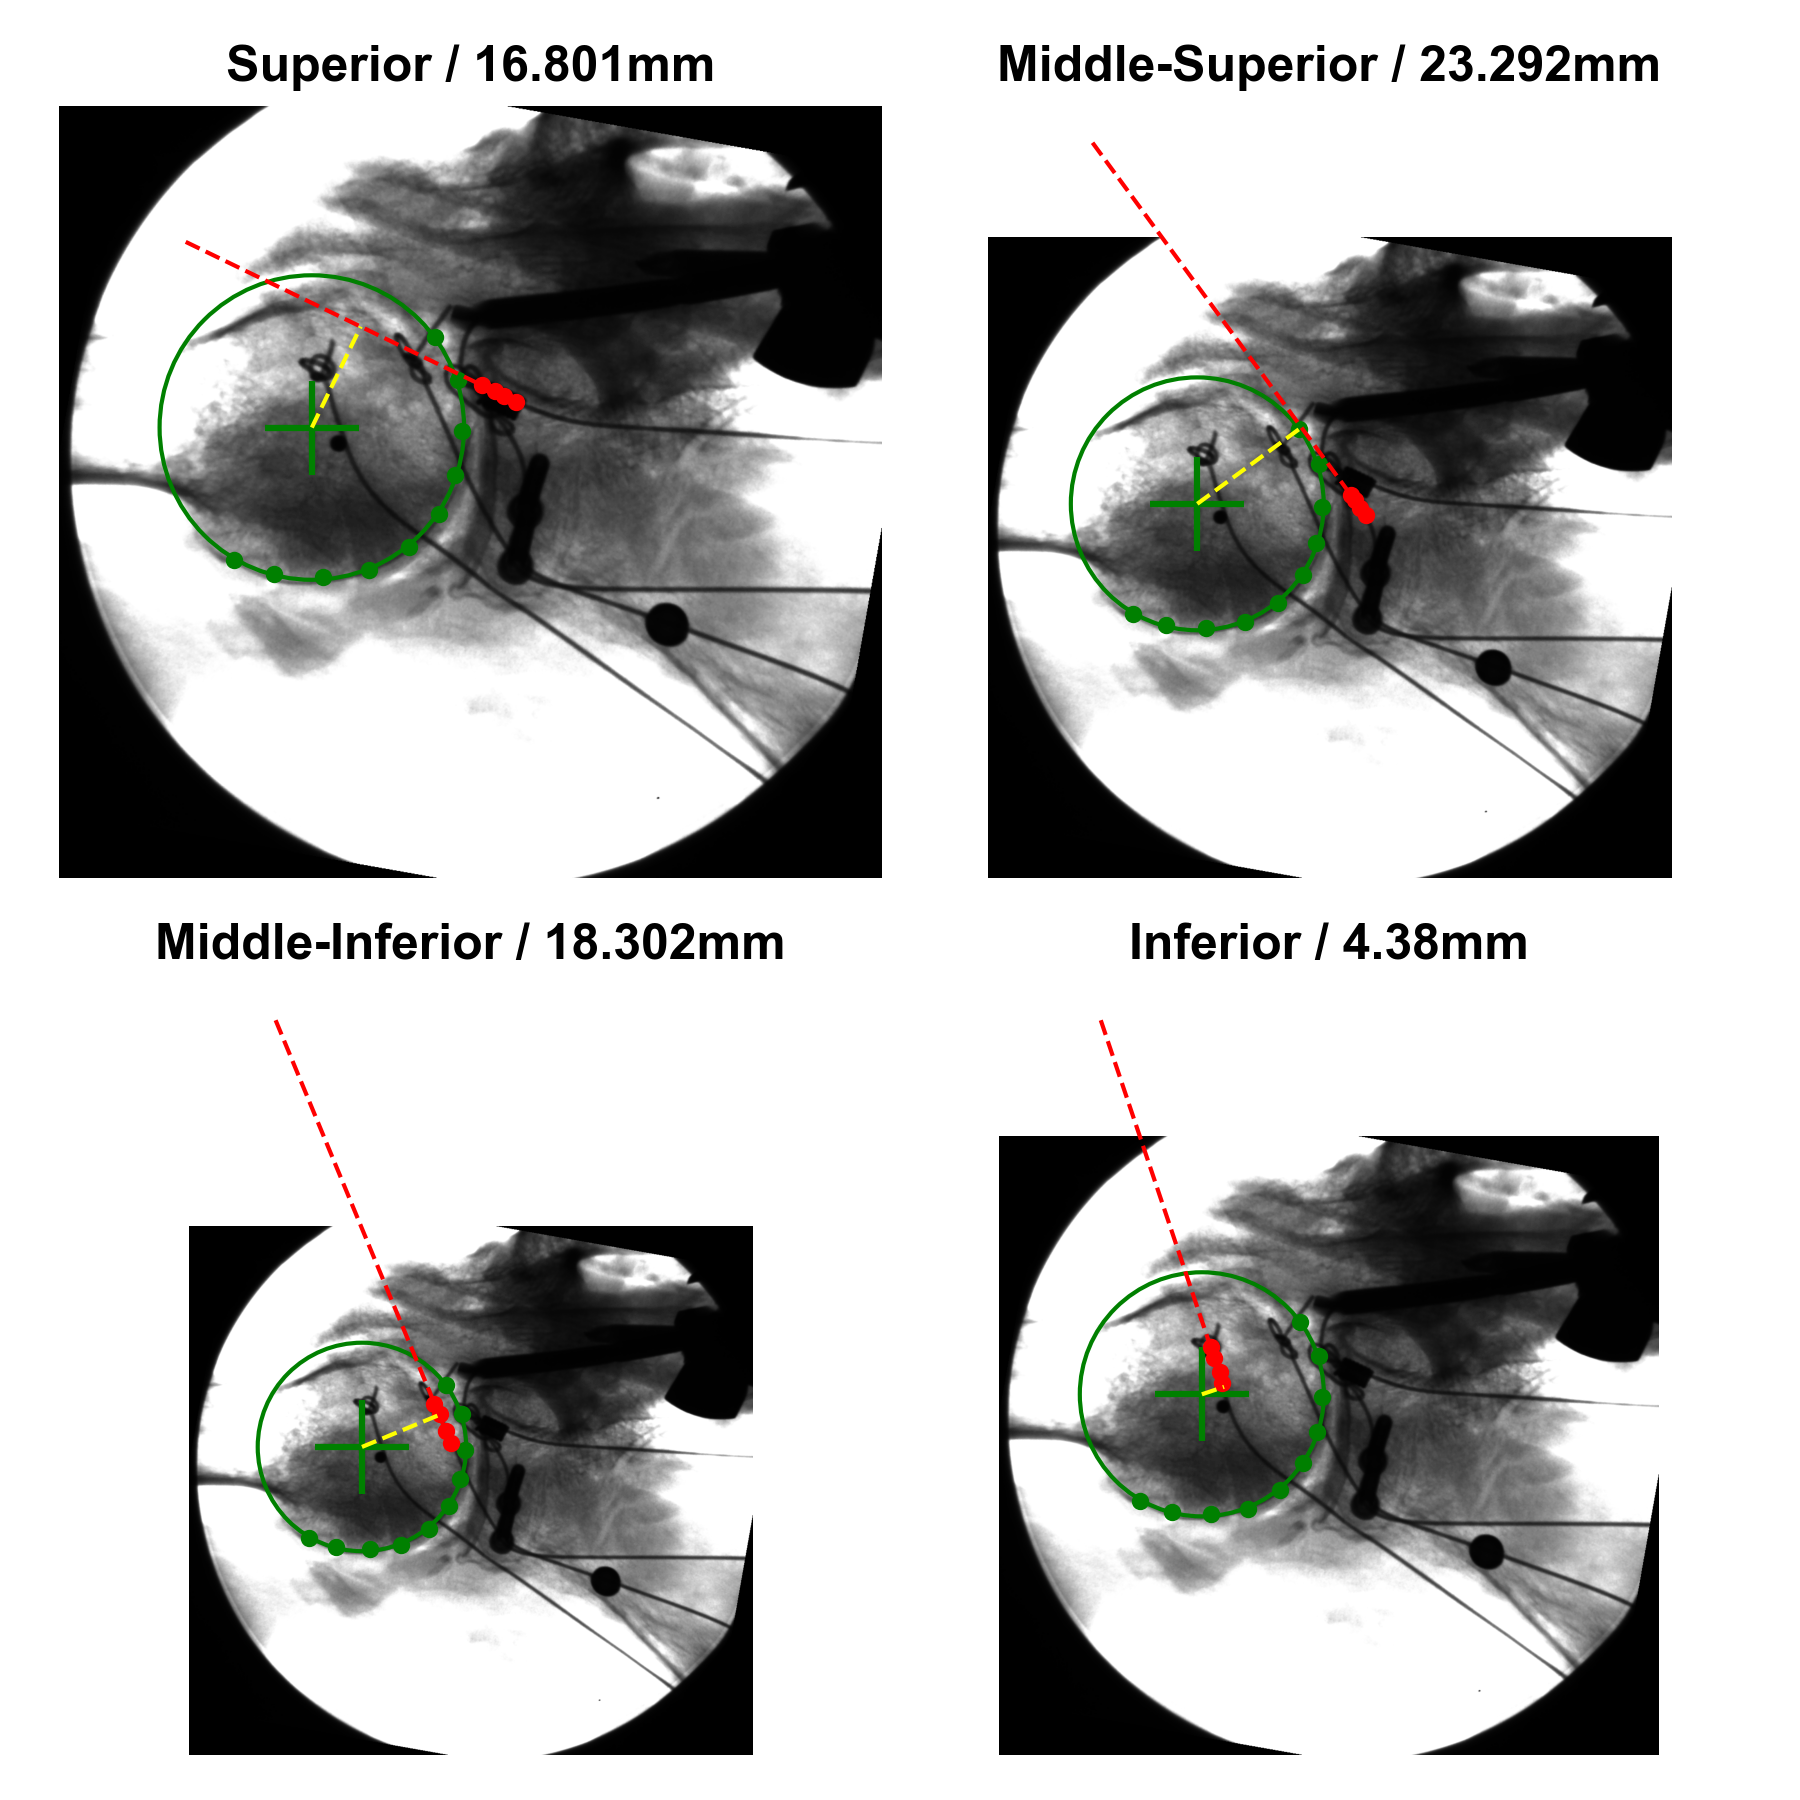 Superior / 16.801mm
Middle-Superior / 23.292mm
Middle-Inferior / 18.302mm
Inferior / 4.38mm